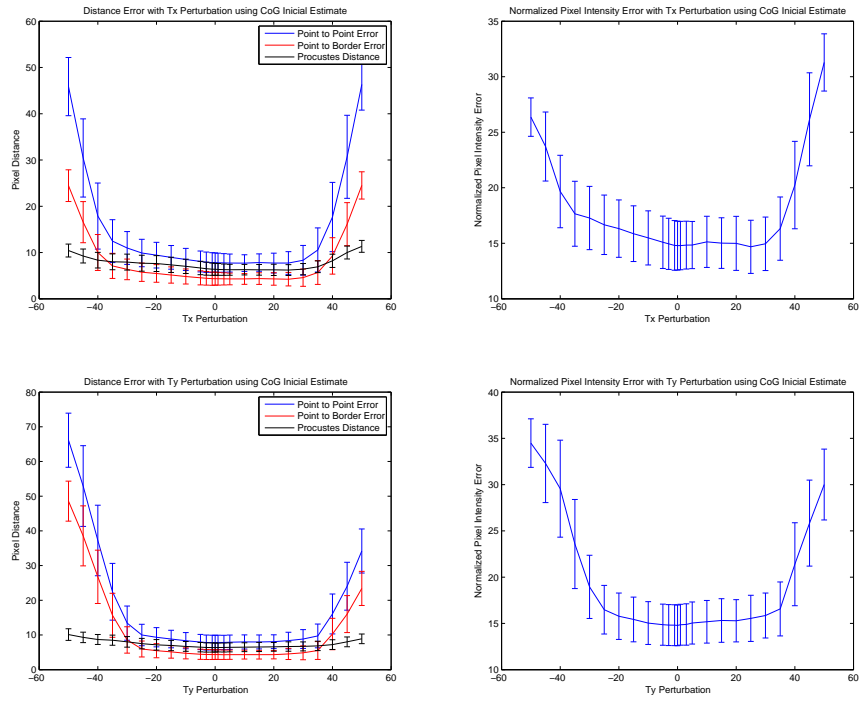 Distance Error with Tx Perturbation using CoG Inicial Estimate
60
50
40
30
20
10
0
Pixel Distance
Point to Point Error
Point to Border Error
Procustes Distance
−60 −40 −20 0 20 40 60
Tx Perturbation
Normalized Pixel Intensity Error with Tx Perturbation using CoG Inicial Estimate
35
30
25
20
15
10
Normalized Pixel Intensity Error
−60 −40 −20 0 20 40 60
Tx Perturbation
Distance Error with Ty Perturbation using CoG Inicial Estimate
80
70
60
50
40
30
20
10
0
Pixel Distance
Point to Point Error
Point to Border Error
Procustes Distance
−60 −40 −20 0 20 40 60
Ty Perturbation
Normalized Pixel Intensity Error with Ty Perturbation using CoG Inicial Estimate
40
35
30
25
20
15
10
Normalized Pixel Intensity Error
−60 −40 −20 0 20 40 60
Ty Perturbation